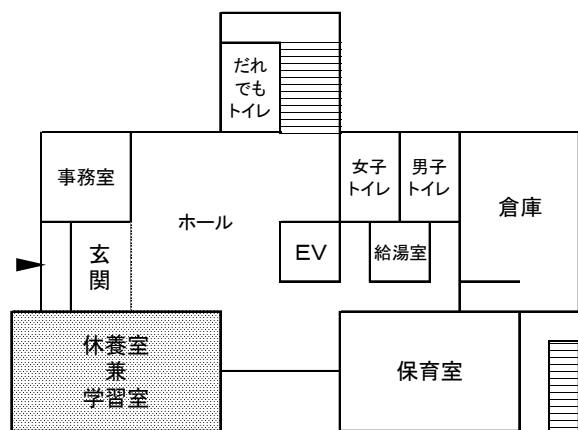 だれ
でも
トイレ
事務室
女子
トイレ
男子
トイレ
倉庫
ホール
玄
関
EV
給湯室
休養室
兼
学習室
保育室